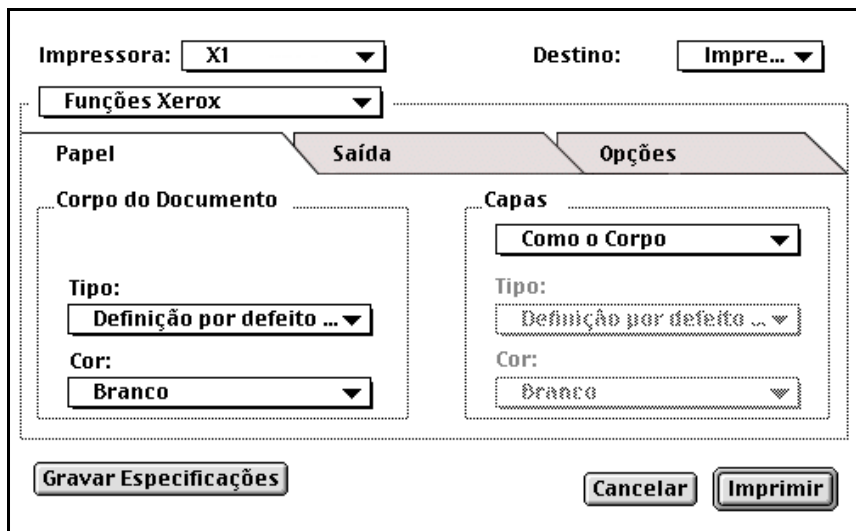 Impressora: X1 Destino: Impre...
Funções Xerox
Papel Saída Opções
Corpo do Documento Capas
Como o Corpo
Tipo: Tipo:
Definição por defeito ... Definição por defeito ...
Cor: Cor:
Branco Branco
Gravar Especificações Cancelar Imprimir